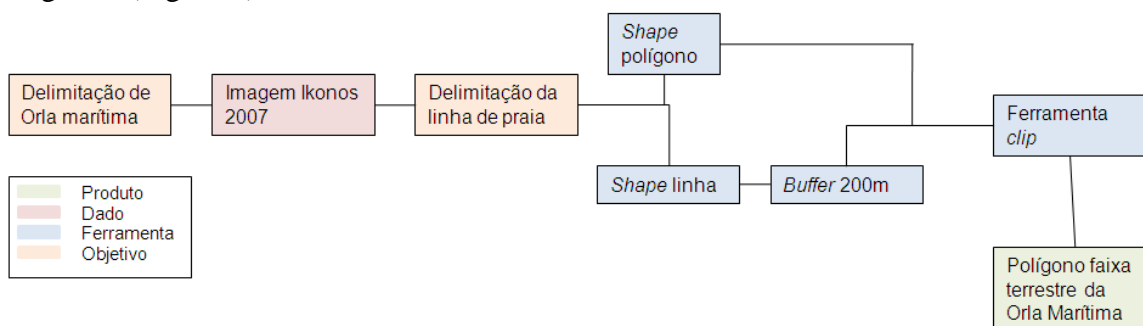 Shape
polígono
Delimitação de
Orla marítima
Imagem Ikonos
2007
Delimitação da
linha de praia
Ferramenta
clip
Shape linha
Buffer 200m
Produto
Dado
Ferramenta
Objetivo
Polígono faixa
terrestre da
Orla Marítima